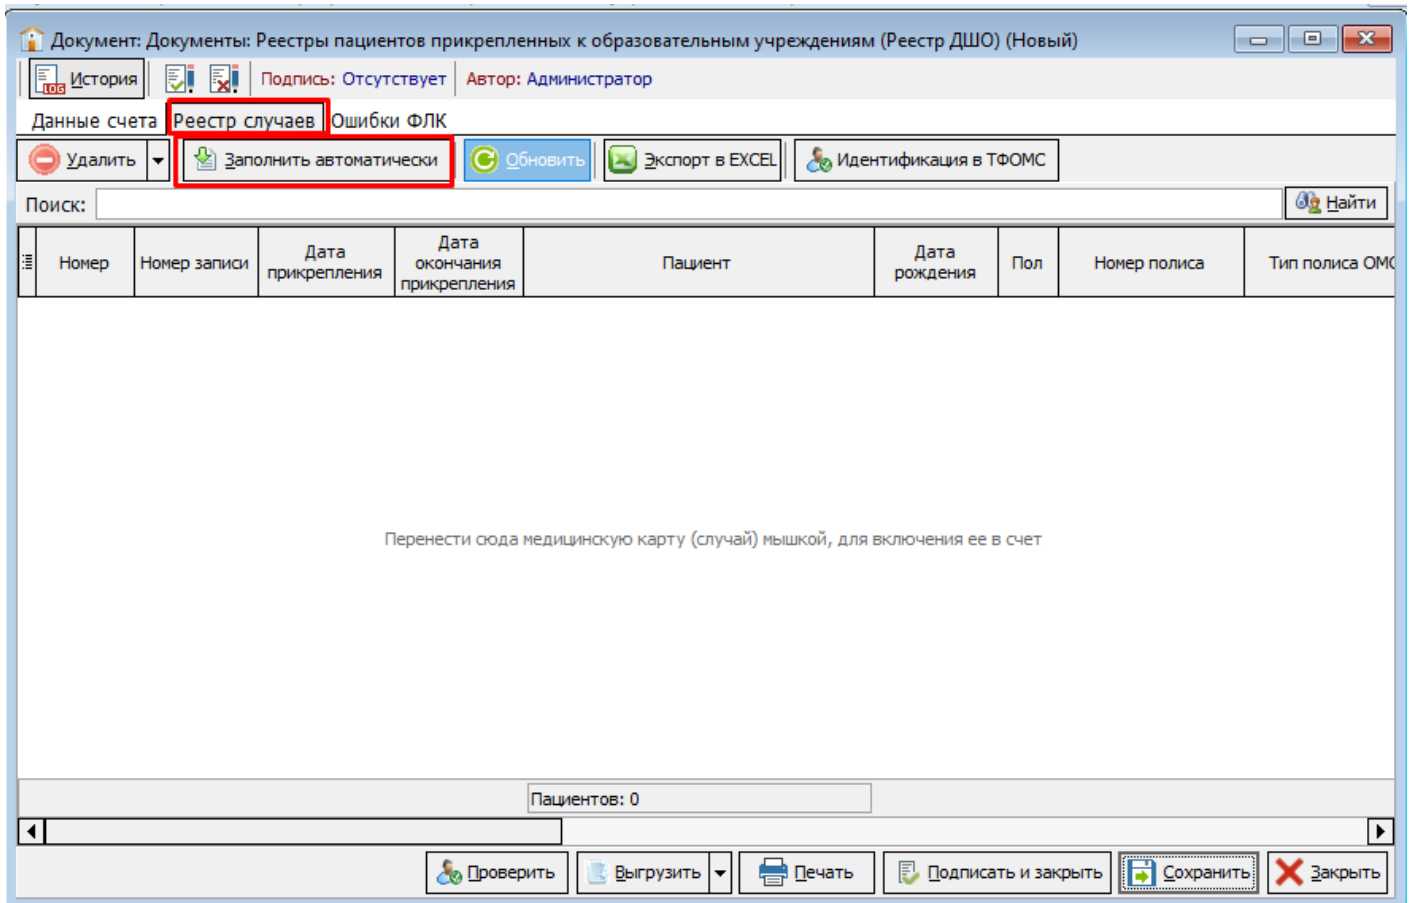 Документ: Документы: Реестры пациентов прикрепленных к образовательным учреждениям (Реестр ДШО) (Новый)
LOG История Подпись: Отсутствует Автор: Администратор
Данные счета Реестр случаев Ошибки ФЛК
Удалить Заполнить автоматически Обновить Экспорт в EXCEL Идентификация в ТФОМС
Поиск: Найти
Номер Номер записи Дата прикрепления Дата окончания прикрепления Пациент Дата рождения Пол Номер полиса Тип полиса ОМС
Перенести сюда медицинскую карту (случай) мышкой, для включения ее в счет
Пациентов: 0
Проверить Выгрузить Печать Подписать и закрыть Сохранить Закрыть